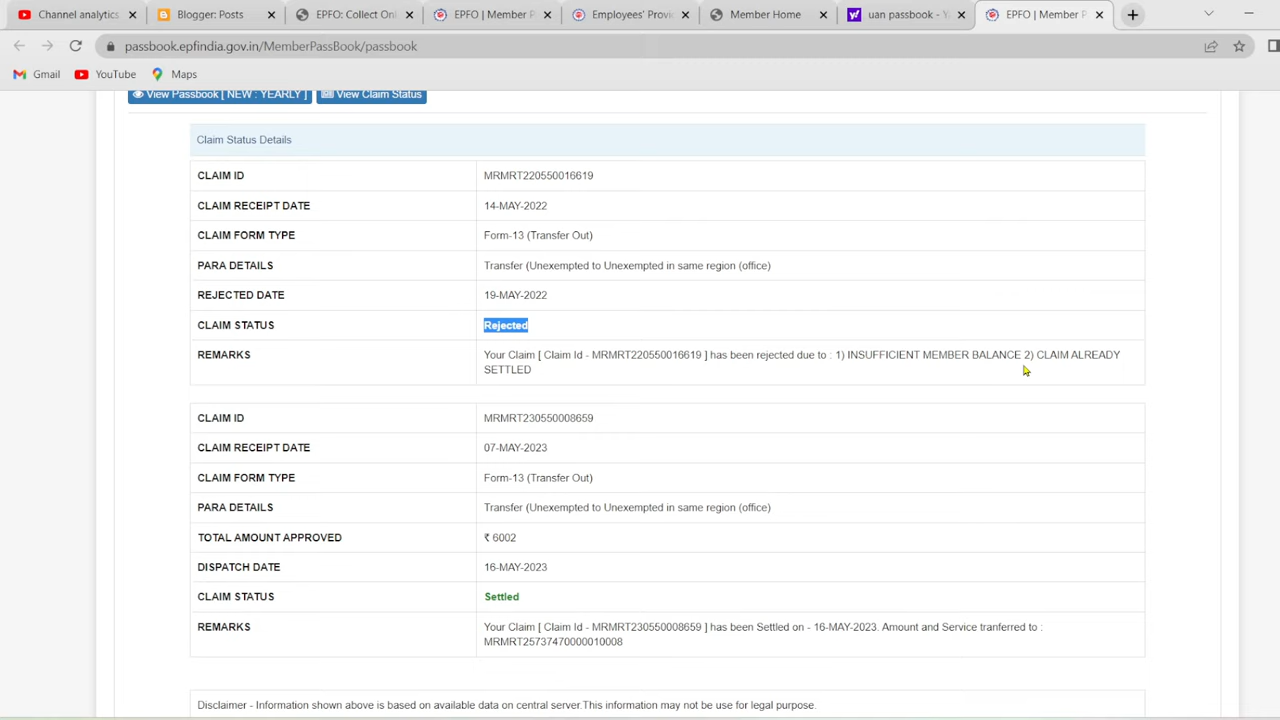 Channel analytics
Blogger: Posts
EPFO: Collect Onl
EPFO | Member P
Employees' Provi
Member Home
uan passbook - Y
EPFO | Member P
passbook.epfindia.gov.in/MemberPassBook/passbook
Gmail YouTube Maps
View Passbook [ NEW : YEARLY ] View Claim Status
Claim Status Details
CLAIM ID MRMRT220550016619
CLAIM RECEIPT DATE 14-MAY-2022
CLAIM FORM TYPE Form-13 (Transfer Out)
PARA DETAILS Transfer (Unexempted to Unexempted in same region (office)
REJECTED DATE 19-MAY-2022
CLAIM STATUS Rejected
REMARKS Your Claim [ Claim Id - MRMRT220550016619 ] has been rejected due to : 1) INSUFFICIENT MEMBER BALANCE 2) CLAIM ALREADY
SETTLED
CLAIM ID MRMRT230550008659
CLAIM RECEIPT DATE 07-MAY-2023
CLAIM FORM TYPE Form-13 (Transfer Out)
PARA DETAILS Transfer (Unexempted to Unexempted in same region (office)
TOTAL AMOUNT APPROVED ₹ 6002
DISPATCH DATE 16-MAY-2023
CLAIM STATUS Settled
REMARKS Your Claim [ Claim Id - MRMRT230550008659 ] has been Settled on - 16-MAY-2023. Amount and Service tranferred to :
MRMRT25737470000010008
Disclaimer - Information shown above is based on available data on central server.This information may not be use for legal purpose.